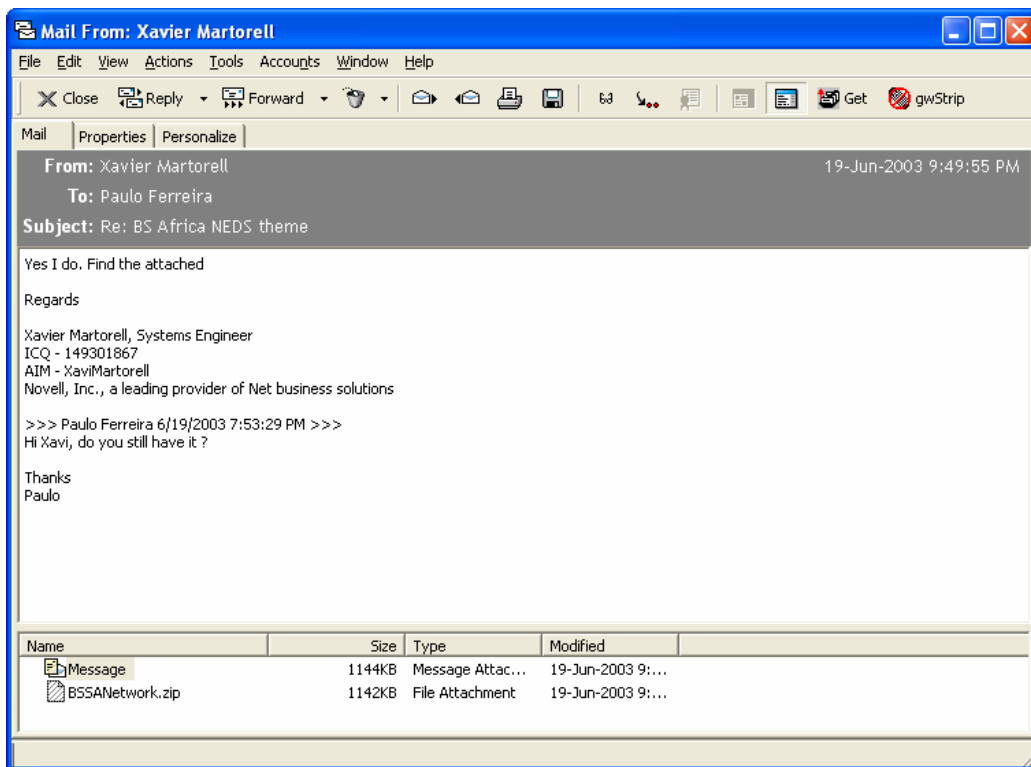 Mail From: Xavier Martorell
File Edit View Actions Tools Accounts Window Help
Close Reply Forward Get gwStrip
Mail Properties Personalize
From: Xavier Martorell 19-Jun-2003 9:49:55 PM
To: Paulo Ferreira
Subject: Re: BS Africa NEDS theme
Yes I do. Find the attached
Regards
Xavier Martorell, Systems Engineer
ICQ - 149301867
AIM - XaviMartorell
Novell, Inc., a leading provider of Net business solutions
>>> Paulo Ferreira 6/19/2003 7:53:29 PM >>>
Hi Xavi, do you still have it ?
Thanks
Paulo
Name Size Type Modified
Message 1144KB Message Attac... 19-Jun-2003 9:...
BSSANetwork.zip 1142KB File Attachment 19-Jun-2003 9:...